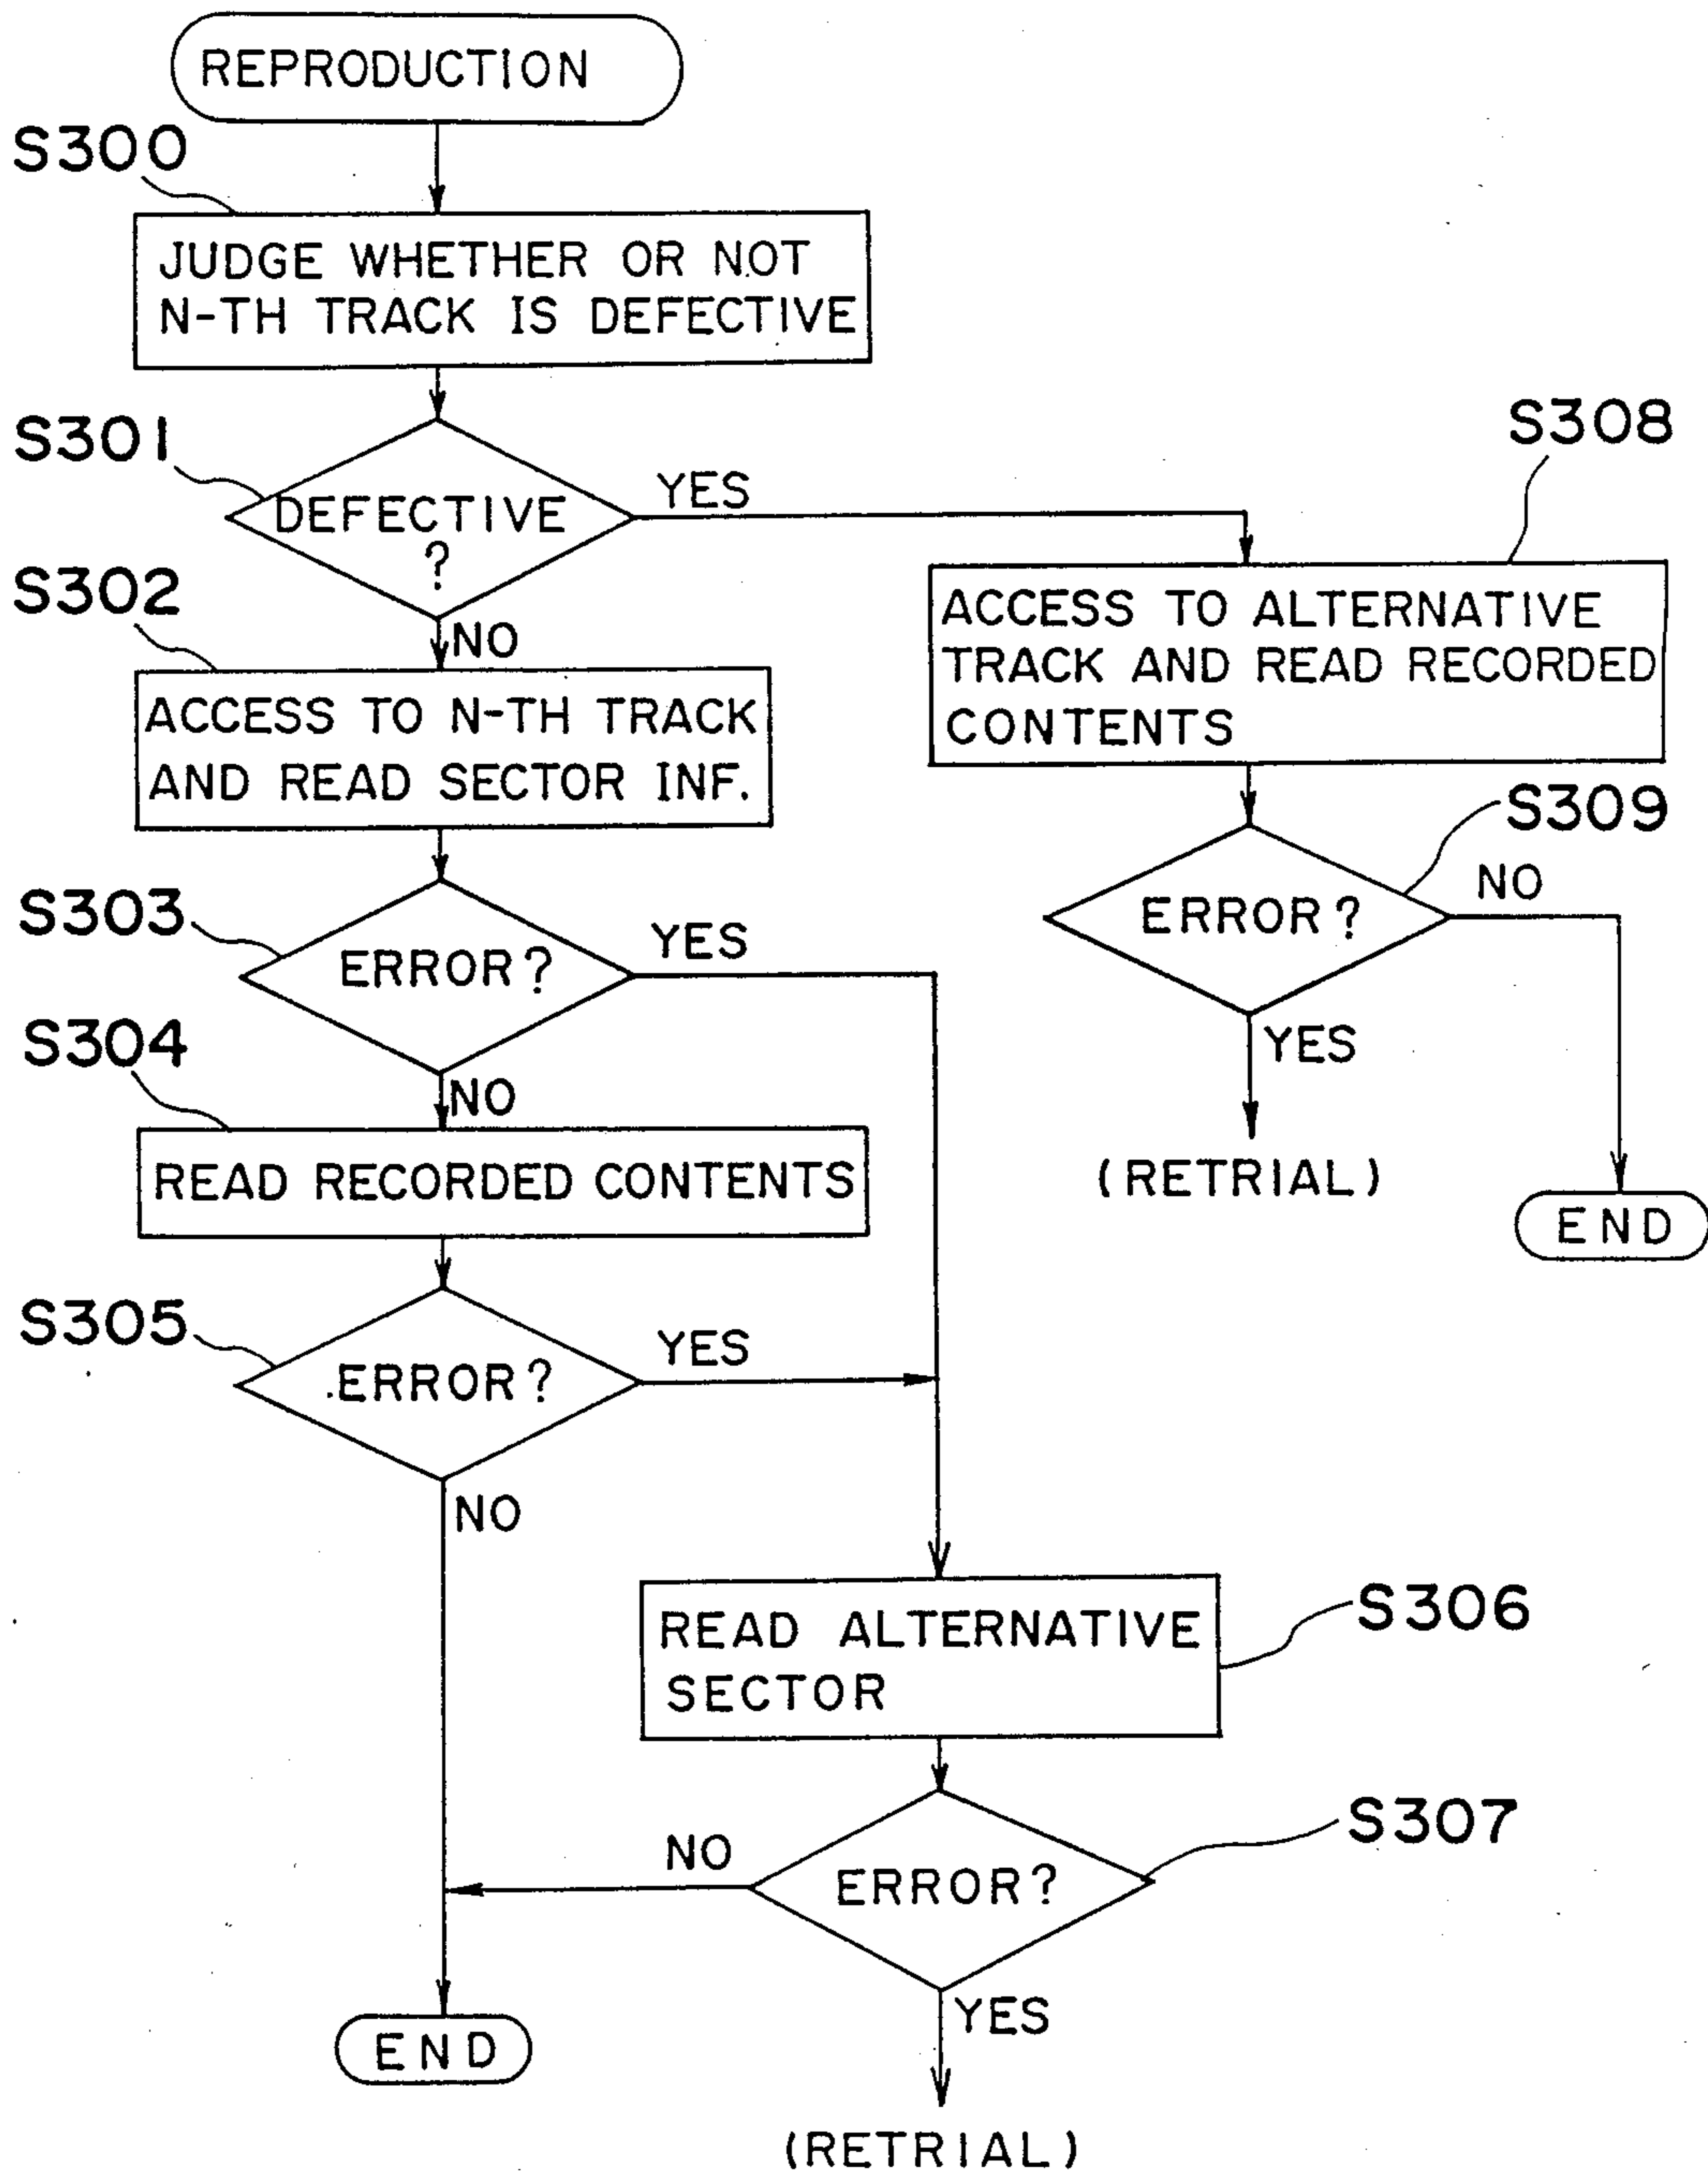 REPRODUCTION
S300
JUDGE WHETHER OR NOT
N-TH TRACK IS DEFECTIVE
S301
DEFECTIVE
?
YES
NO
S302
ACCESS TO N-TH TRACK
AND READ SECTOR INF.
S303
ERROR?
YES
NO
S304
READ RECORDED CONTENTS
S305
ERROR?
YES
NO
S306
READ ALTERNATIVE
SECTOR
S307
ERROR?
NO
YES
END
(RETRIAL)
S308
ACCESS TO ALTERNATIVE
TRACK AND READ RECORDED
CONTENTS
S309
ERROR?
NO
YES
(RETRIAL)
END